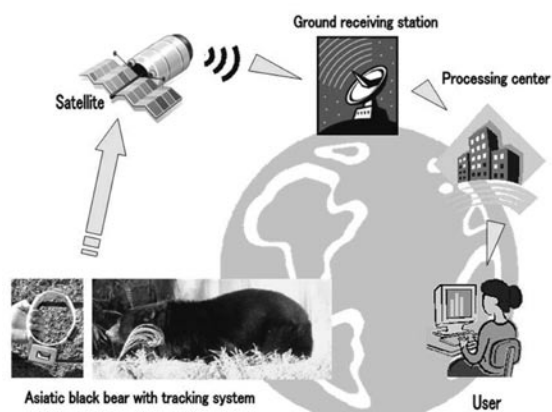 Ground receiving station
Processing center
Satellite
Asiatic black bear with tracking system
User